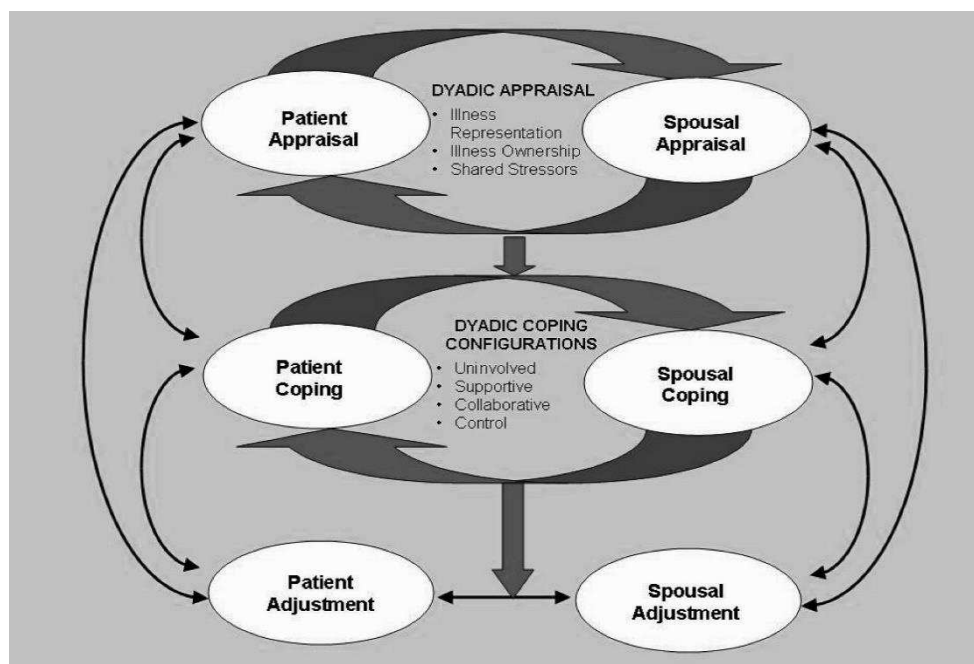 DYADIC APPRAISAL
• Illness
Representation
• Illness Ownership
• Shared Stressors
Patient
Appraisal
Spousal
Appraisal
DYADIC COPING
CONFIGURATIONS
• Uninvolved
• Supportive
• Collaborative
• Control
Patient
Coping
Spousal
Coping
Patient
Adjustment
Spousal
Adjustment